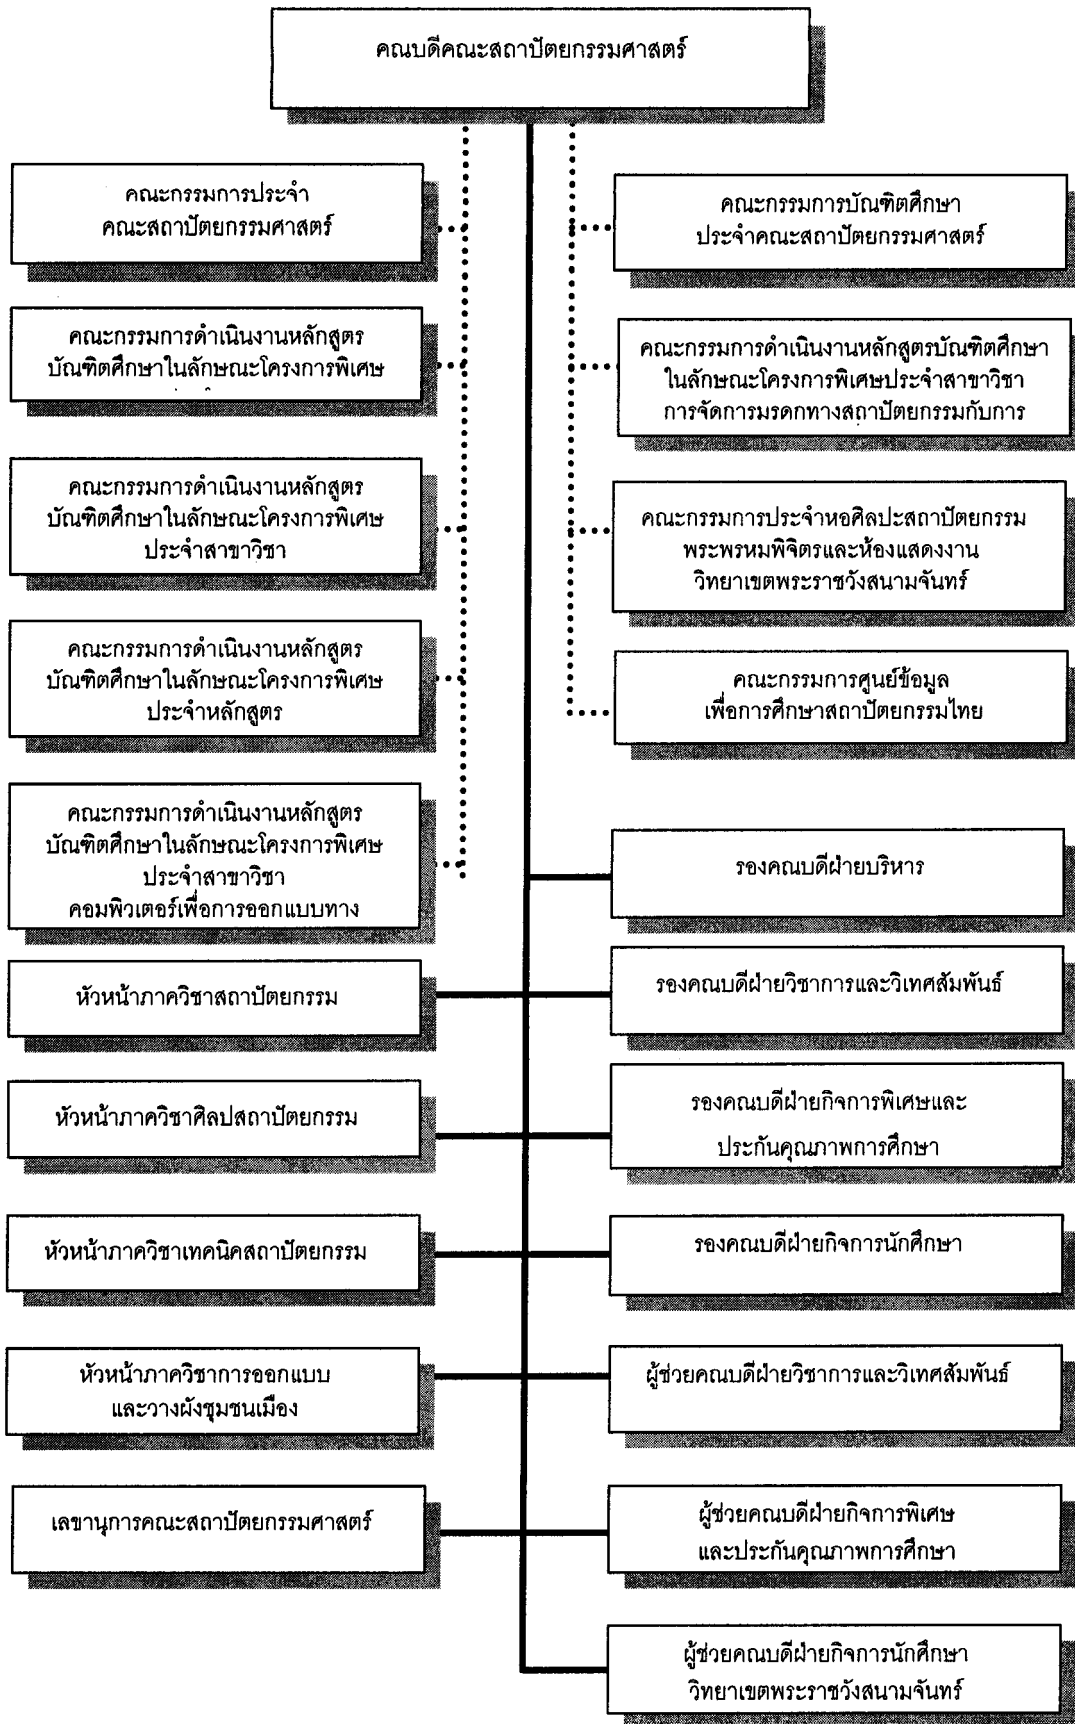 คณบดีคณะสถาปัตยกรรมศาสตร์
คณะกรรมการประจำ
คณะสถาปัตยกรรมศาสตร์
คณะกรรมการบัณฑิตศึกษา
ประจำคณะสถาปัตยกรรมศาสตร์
คณะกรรมการดำเนินงานหลักสูตร
บัณฑิตศึกษาในลักษณะโครงการพิเศษ
คณะกรรมการดำเนินงานหลักสูตรบัณฑิตศึกษา
ในลักษณะโครงการพิเศษประจำสาขาวิชา
การจัดการมรดกทางสถาปัตยกรรมกับการ
คณะกรรมการดำเนินงานหลักสูตร
บัณฑิตศึกษาในลักษณะโครงการพิเศษ
ประจำสาขาวิชา
คณะกรรมการประจำหอศิลปะสถาปัตยกรรม
พระพรหมพิจิตรและห้องแสดงงาน
วิทยาเขตพระราชวังสนามจันทร์
คณะกรรมการดำเนินงานหลักสูตร
บัณฑิตศึกษาในลักษณะโครงการพิเศษ
ประจำหลักสูตร
คณะกรรมการศูนย์ข้อมูล
เพื่อการศึกษาสถาปัตยกรรมไทย
คณะกรรมการดำเนินงานหลักสูตร
บัณฑิตศึกษาในลักษณะโครงการพิเศษ
ประจำสาขาวิชา
คอมพิวเตอร์เพื่อการออกแบบทาง
รองคณบดีฝ่ายบริหาร
หัวหน้าภาควิชาสถาปัตยกรรม
รองคณบดีฝ่ายวิชาการและวิเทศสัมพันธ์
หัวหน้าภาควิชาศิลปสถาปัตยกรรม
รองคณบดีฝ่ายกิจการพิเศษและ
ประกันคุณภาพการศึกษา
หัวหน้าภาควิชาเทคนิคสถาปัตยกรรม
รองคณบดีฝ่ายกิจการนักศึกษา
หัวหน้าภาควิชาการออกแบบ
และวางผังชุมชนเมือง
ผู้ช่วยคณบดีฝ่ายวิชาการและวิเทศสัมพันธ์
เลขานุการคณะสถาปัตยกรรมศาสตร์
ผู้ช่วยคณบดีฝ่ายกิจการพิเศษ
และประกันคุณภาพการศึกษา
ผู้ช่วยคณบดีฝ่ายกิจการนักศึกษา
วิทยาเขตพระราชวังสนามจันทร์